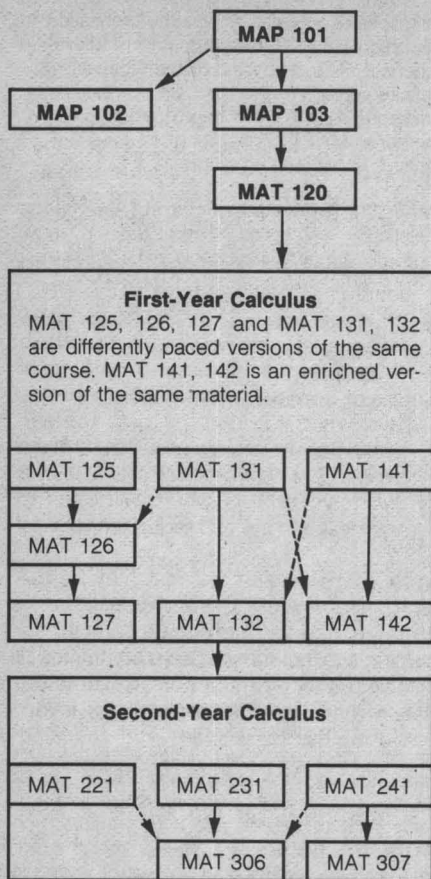 MAP 101
MAP 102 MAP 103
MAT 120
First-Year Calculus
MAT 125, 126, 127 and MAT 131, 132
are differently paced versions of the same
course. MAT 141, 142 is an enriched ver-
sion of the same material.
MAT 125 MAT 131 MAT 141
MAT 126
MAT 127 MAT 132 MAT 142
Second-Year Calculus
MAT 221 MAT 231 MAT 241
MAT 306 MAT 307